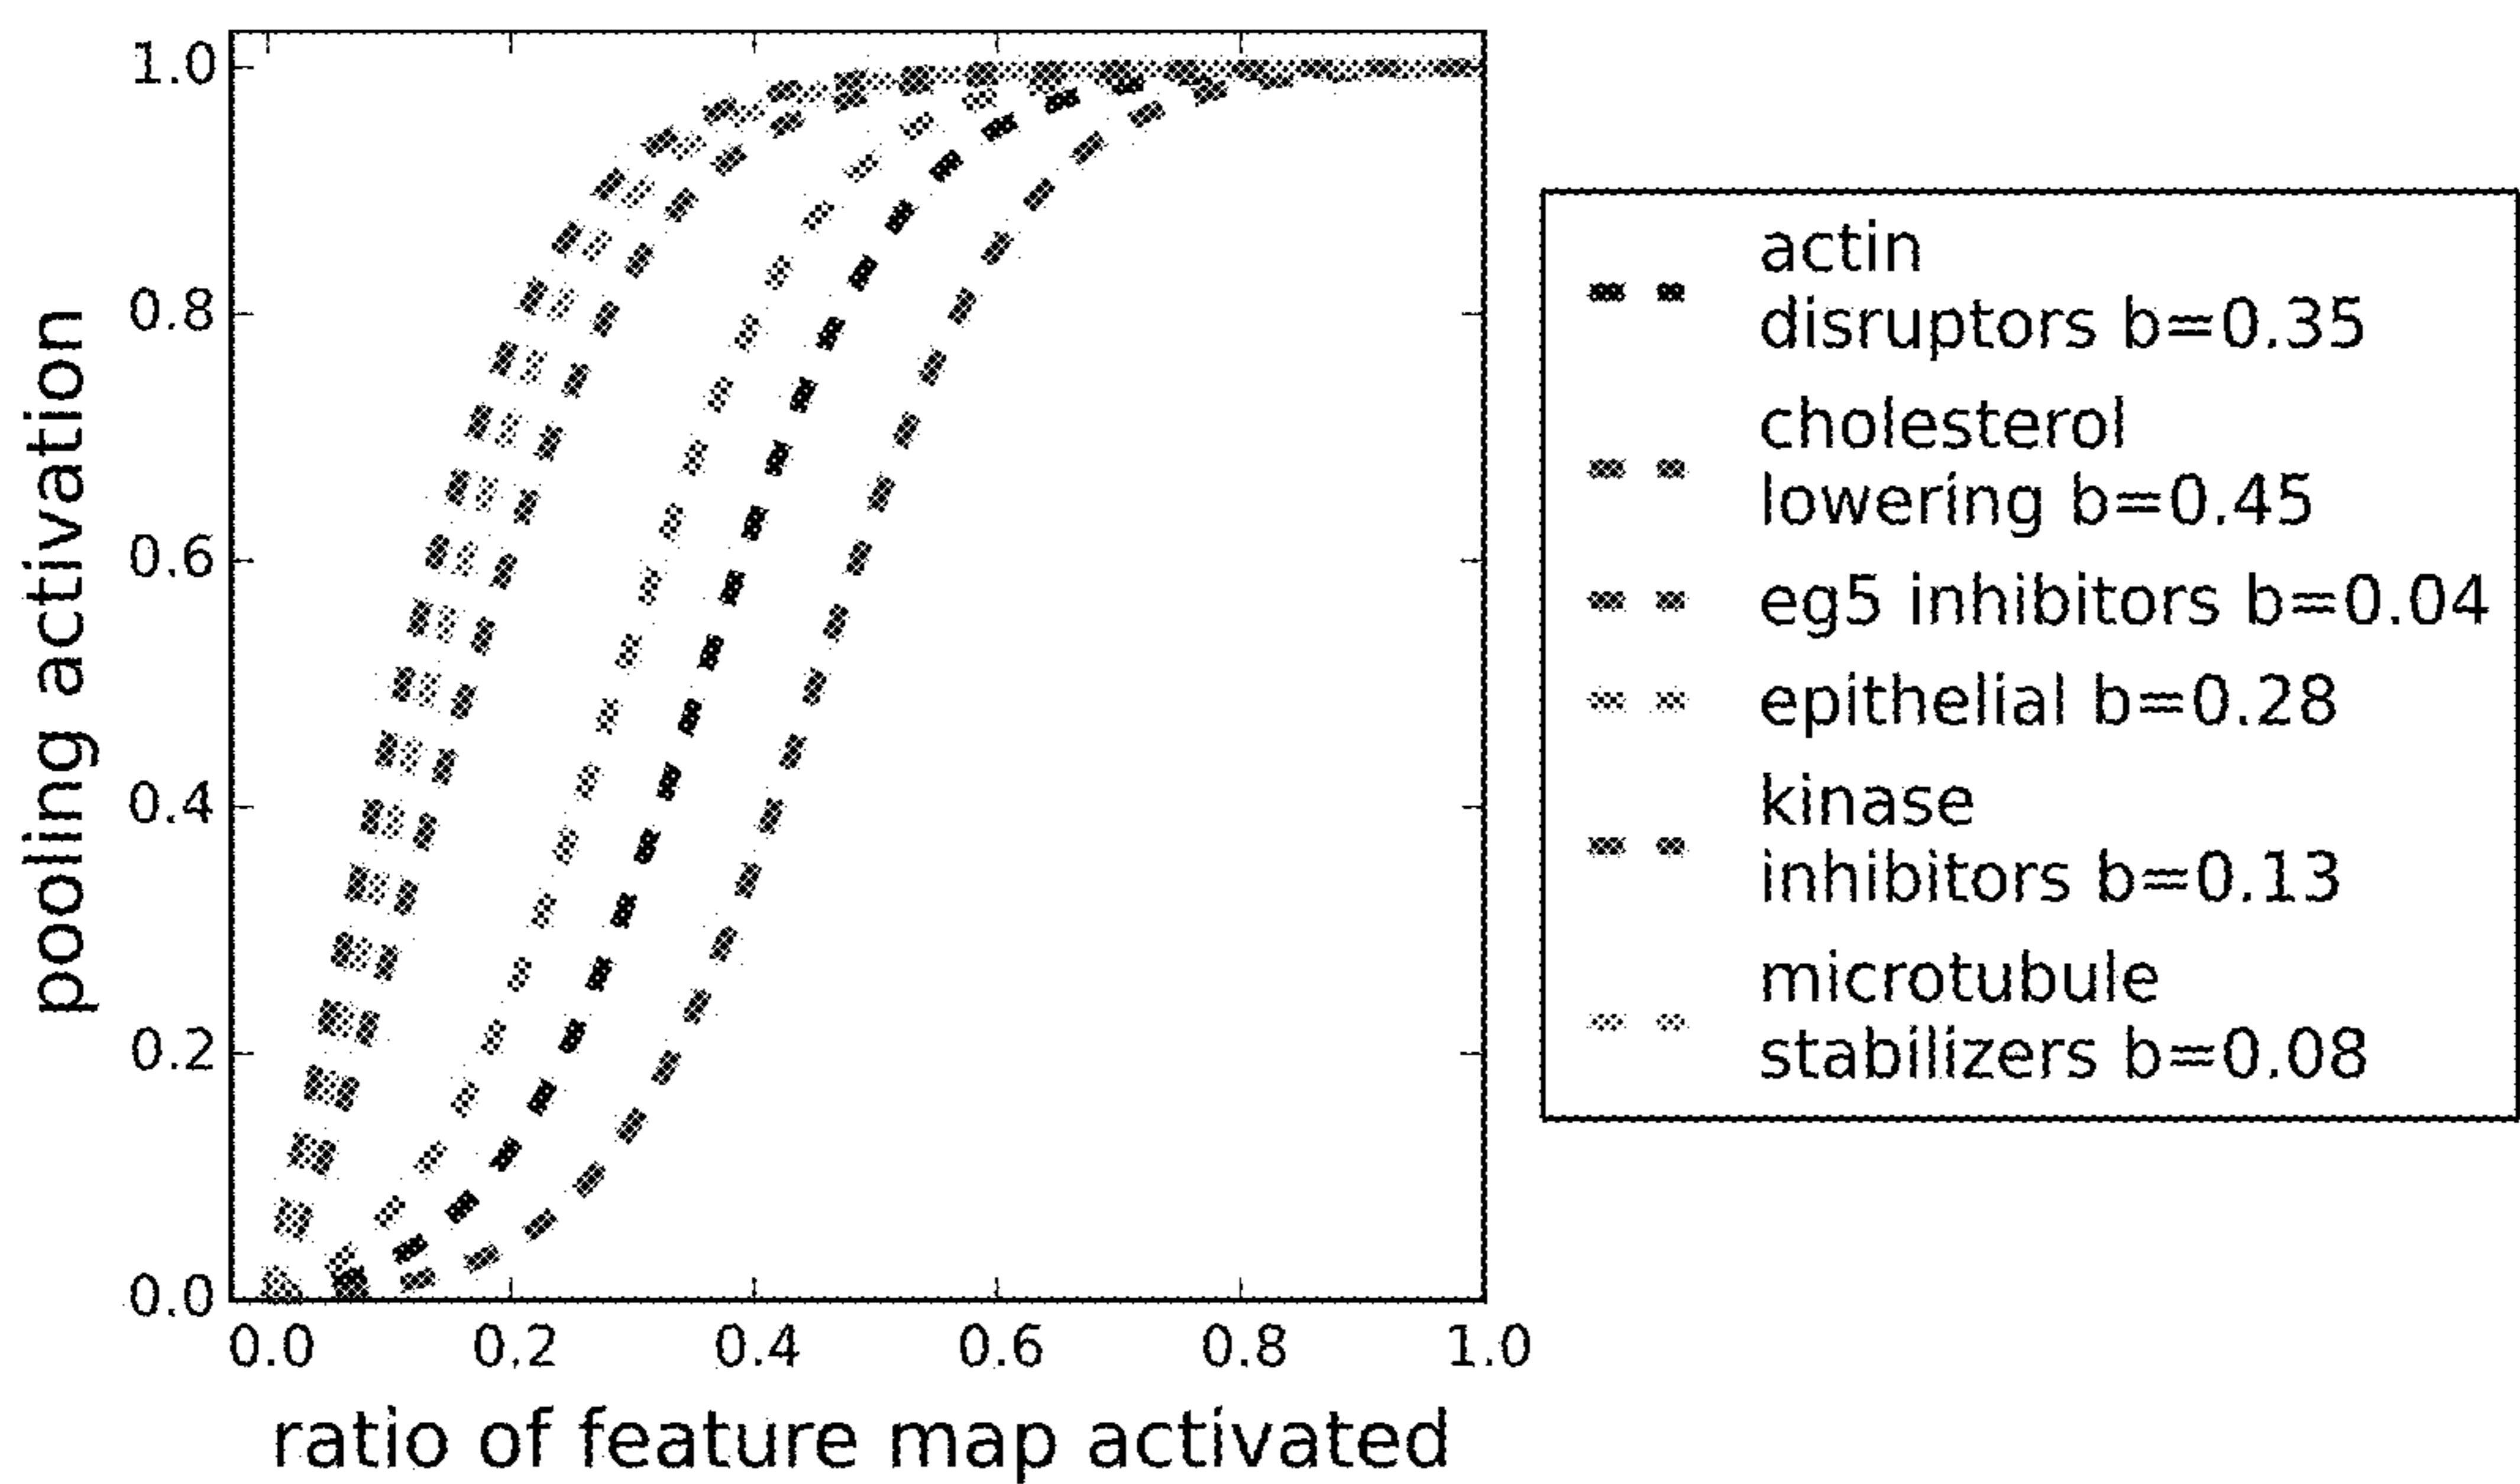 1.0
0.8
0.6
0.4
0.2
0.0
pooling activation
0.0 0.2 0.4 0.6 0.8 1.0
ratio of feature map activated
actin
disruptors b=0.35
cholesterol
lowering b=0.45
eg5 inhibitors b=0.04
epithelial b=0.28
kinase
inhibitors b=0.13
microtubule
stabilizers b=0.08